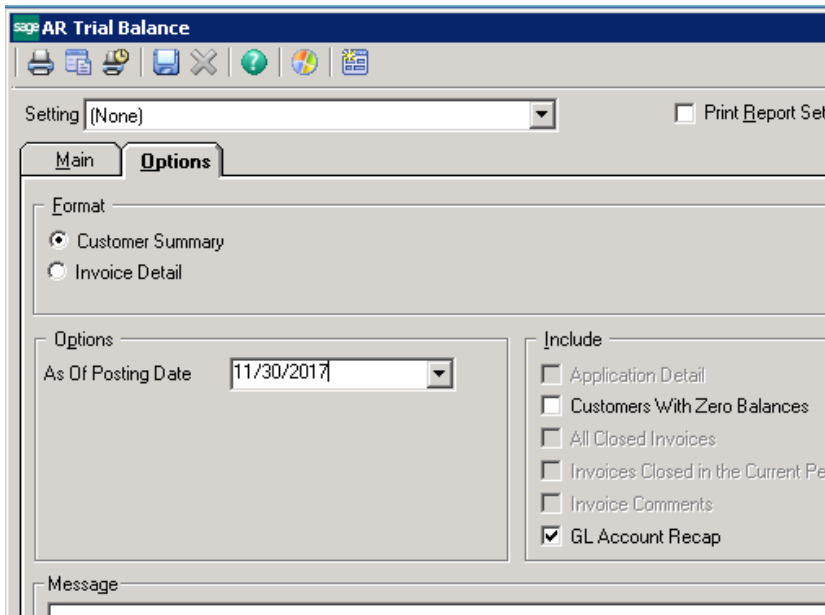 sage AR Trial Balance
Setting (None) Print Report Set
Main Options
Format
Customer Summary
Invoice Detail
Options
As Of Posting Date 11/30/2017
Include
Application Detail
Customers With Zero Balances
All Closed Invoices
Invoices Closed in the Current Pe
Invoice Comments
GL Account Recap
Message